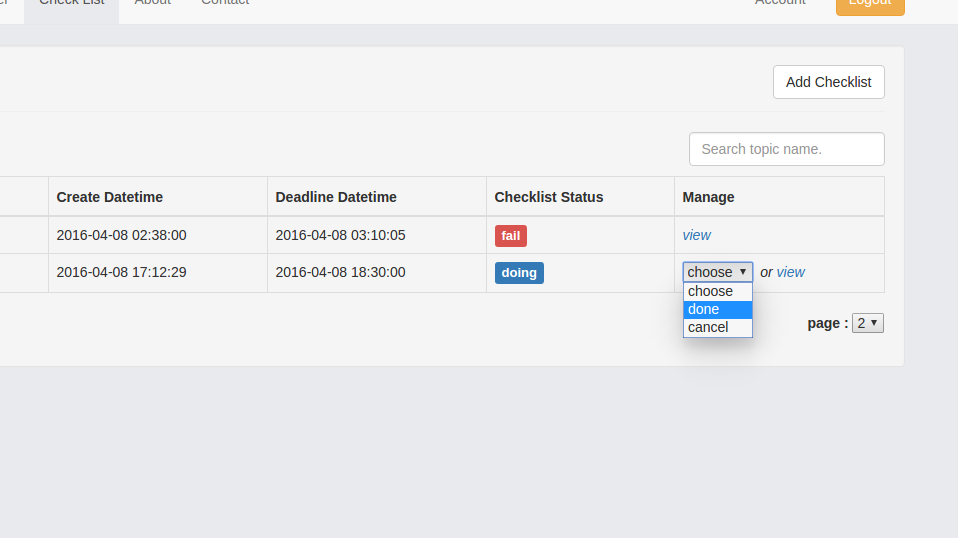 er Check List About Contact Account Logout
Add Checklist
Search topic name.
Create Datetime Deadline Datetime Checklist Status Manage
2016-04-08 02:38:00 2016-04-08 03:10:05 fail view
2016-04-08 17:12:29 2016-04-08 18:30:00 doing choose ▼ or view
choose
done
cancel
page : 2 ▼